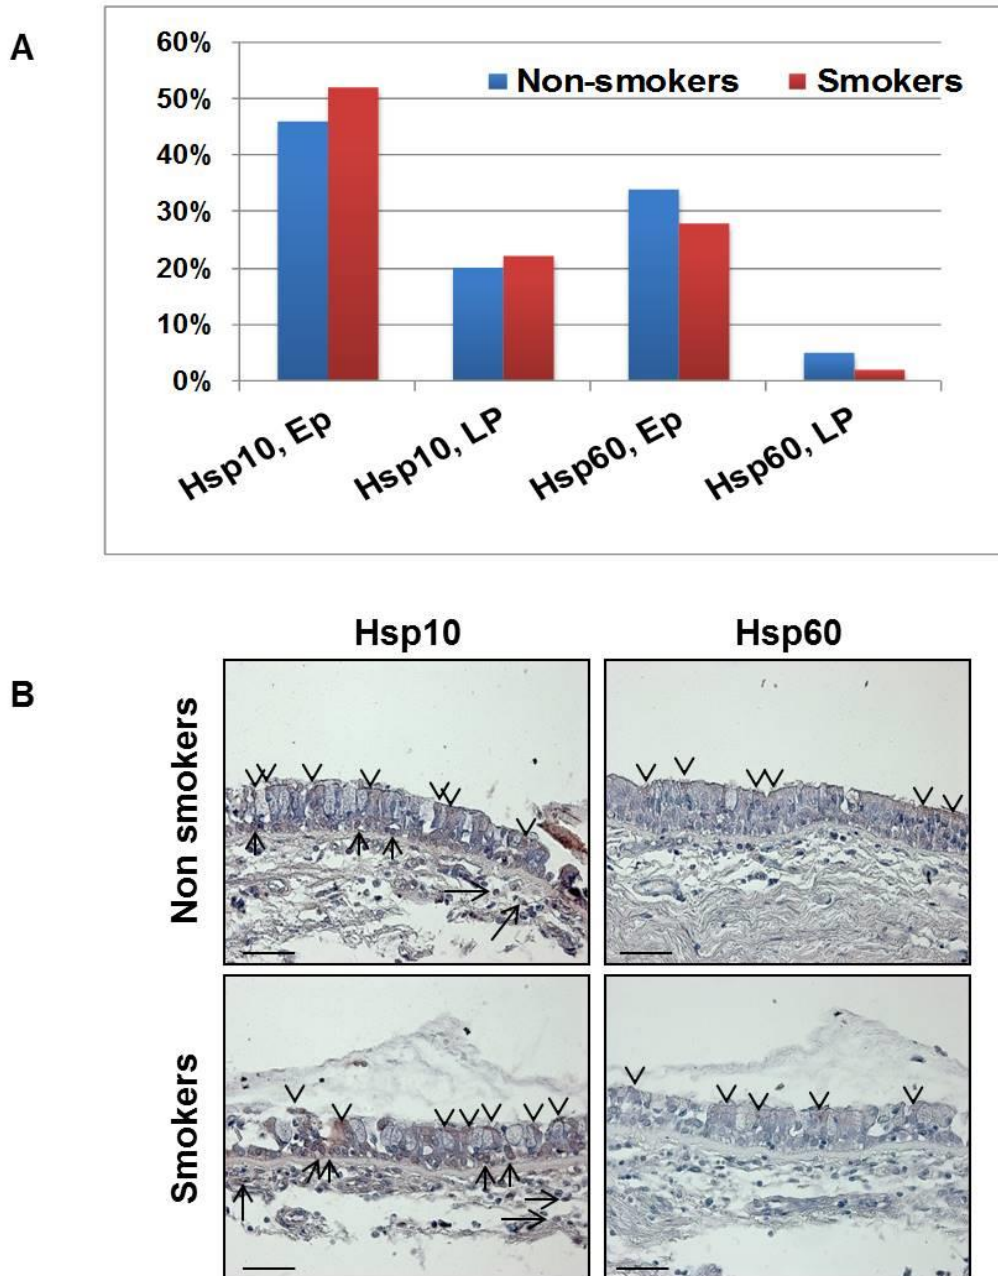 A
60%
Non-smokers Smokers
50%
40%
30%
20%
10%
0%
Hsp10, Ep
Hsp10, LP
Hsp60, Ep
Hsp60, LP
Hsp10 Hsp60
B
Non smokers
Smokers